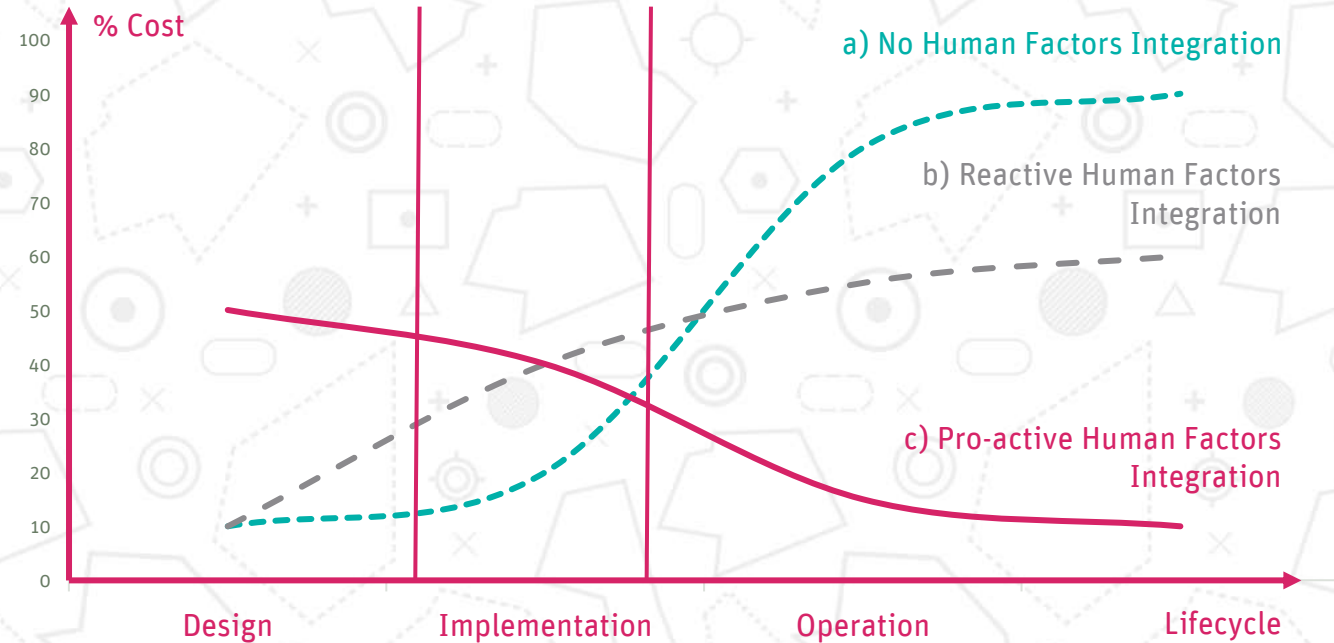 % Cost
100
90
80
70
60
50
40
30
20
10
0
a) No Human Factors Integration
b) Reactive Human Factors
Integration
c) Pro-active Human Factors
Integration
Design
Implementation
Operation
Lifecycle